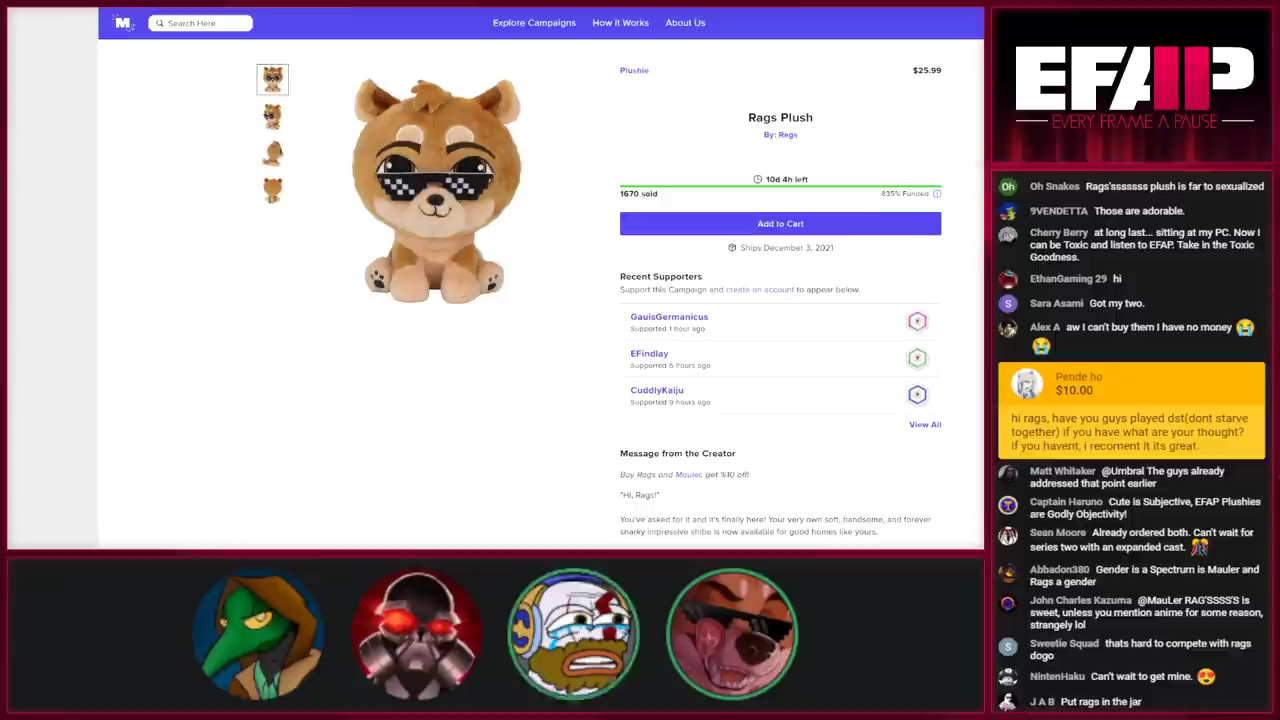 M
Search Here
Explore Campaigns
How it Works
About Us
Plushie
$25.99
Rags Plush
By: Rags
10d 4h left
1670 sold
835% Funded
Add to Cart
Ships December 3, 2021
Recent Supporters
Support this Campaign and create an account to appear below.
GauisGermanicus
Supported 1 hour ago
EFindlay
Supported 5 hours ago
CuddlyKaiju
Supported 9 hours ago
View All
Message from the Creator
Buy Rags and Mauler, get %10 off!
"Hi, Rags!"
You've asked for it and it's finally here! Your very own soft, handsome, and forever
snarky-impressive shibe is now available for good homes like yours.
EFAP
EVERY FRAME A PAUSE
Oh
Oh Snakes Rags'ssssss plush is far to sexualized
9VENDETTA Those are adorable.
Cherry Berry at long last... sitting at my PC. Now I
can be Toxic and listen to EFAP. Take in the Toxic
Goodness.
EthanGaming 29 hi
S
Sara Asami Got my two.
Alex A aw I can't buy them I have no money 😭
😭
Pende ho
$10.00
hi rags, have you guys played dst(dont starve
together) if you have what are your thought?
if you havent, i recoment it its great.
Matt Whitaker @Umbral The guys already
addressed that point earlier
Captain Haruno Cute is Subjective, EFAP Plushies
are Godly Objectivity!
Sean Moore Already ordered both. Can't wait for
series two with an expanded cast.
Abbadon380 Gender is a Spectrum is Mauler and
Rags a gender
John Charles Kazuma @MauLer RAG'SSSS'S is
sweet, unless you mention anime for some reason,
strangely lol
S
Sweetie Squad thats hard to compete with rags
dogo
NintenHaku Can't wait to get mine. 😍
J A B Put rags in the jar